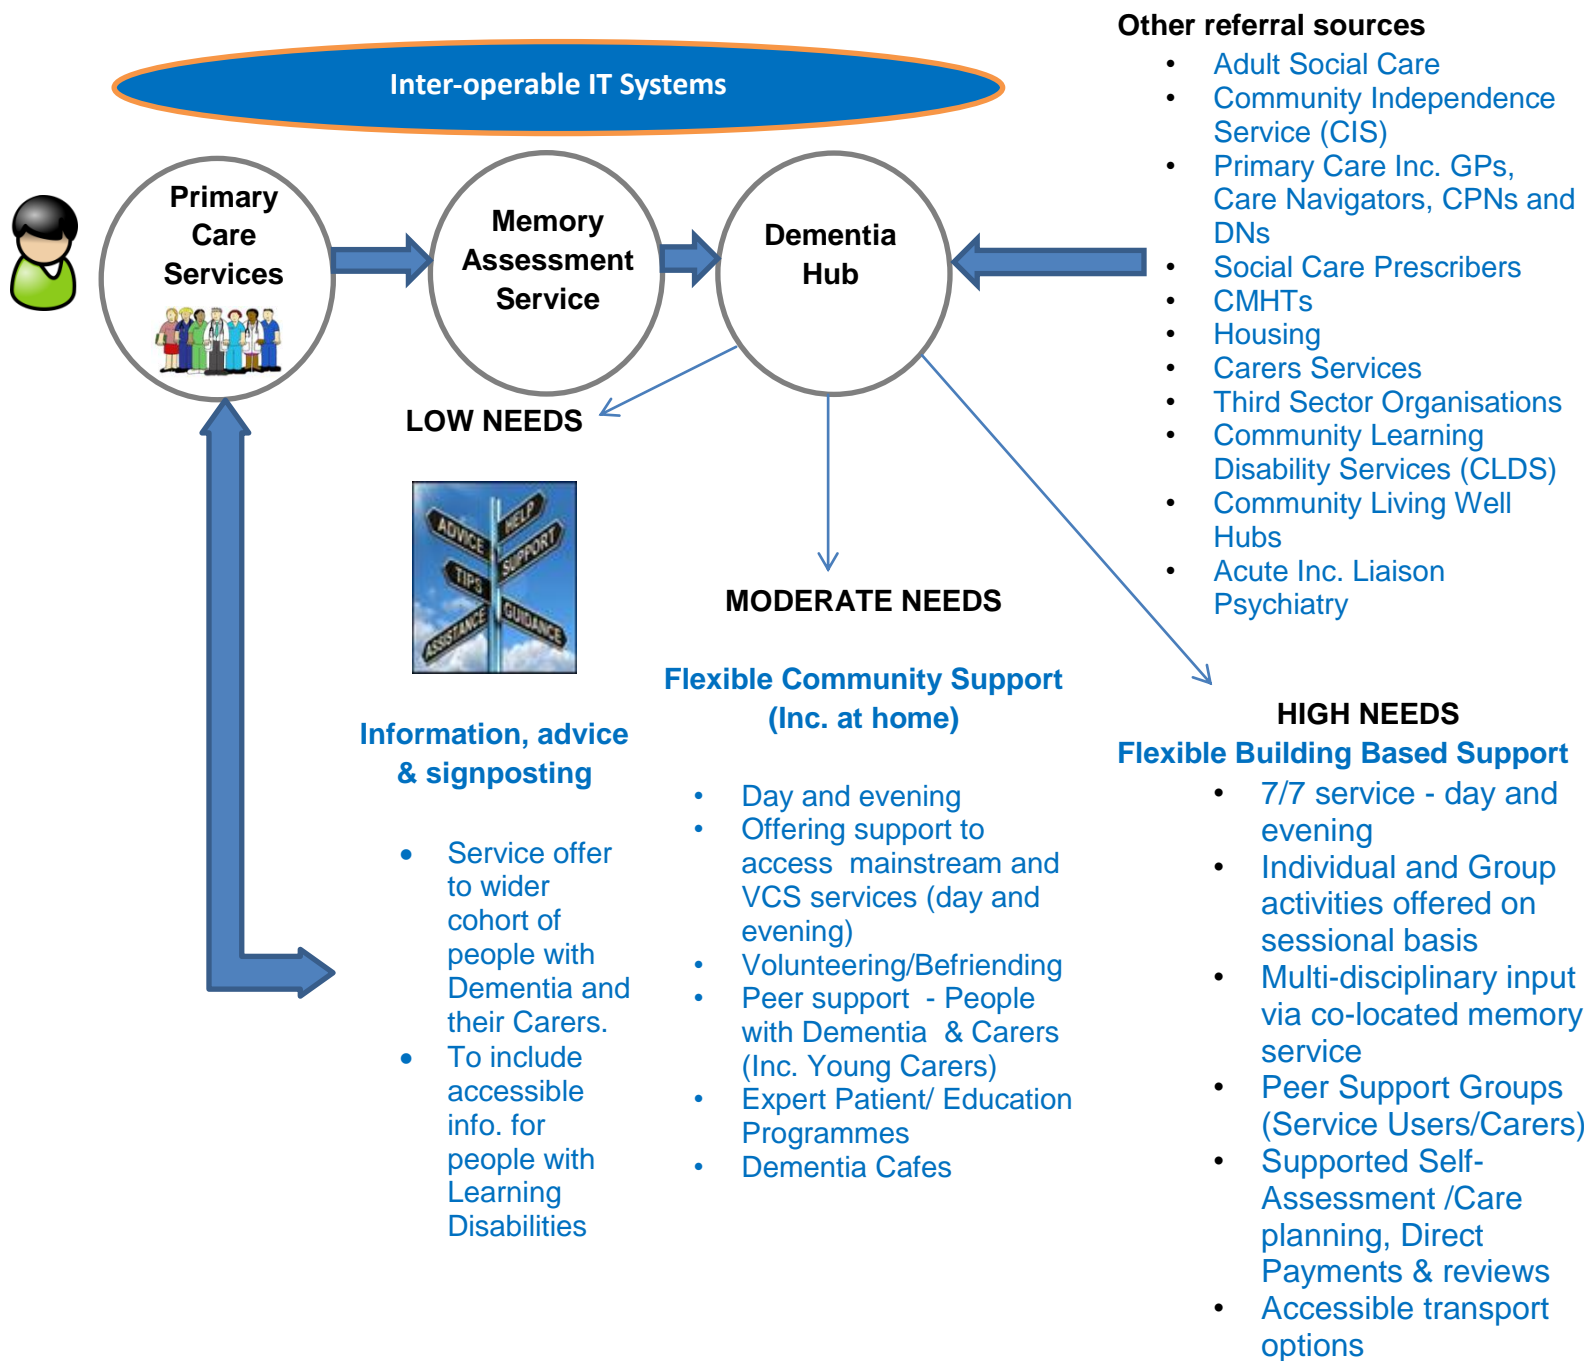 Inter-operable IT Systems
Primary
Care
Services
Memory
Assessment
Service
Dementia
Hub
Other referral sources
• Adult Social Care
• Community Independence
Service (CIS)
• Primary Care Inc. GPs,
Care Navigators, CPNs and
DNs
• Social Care Prescribers
• CMHTs
• Housing
• Carers Services
• Third Sector Organisations
• Community Learning
Disability Services (CLDS)
• Community Living Well
Hubs
• Acute Inc. Liaison
Psychiatry
LOW NEEDS
HELP
ADVICE
SUPPORT
TIPS
GUIDANCE
ASSISTANCE
Information, advice
& signposting
• Service offer
to wider
cohort of
people with
Dementia and
their Carers.
• To include
accessible
info. for
people with
Learning
Disabilities
MODERATE NEEDS
Flexible Community Support
(Inc. at home)
• Day and evening
• Offering support to
access mainstream and
VCS services (day and
evening)
• Volunteering/Befriending
• Peer support - People
with Dementia & Carers
(Inc. Young Carers)
• Expert Patient/ Education
Programmes
• Dementia Cafes
HIGH NEEDS
Flexible Building Based Support
• 7/7 service - day and
evening
• Individual and Group
activities offered on
sessional basis
• Multi-disciplinary input
via co-located memory
service
• Peer Support Groups
(Service Users/Carers)
• Supported Self-
Assessment /Care
planning, Direct
Payments & reviews
• Accessible transport
options